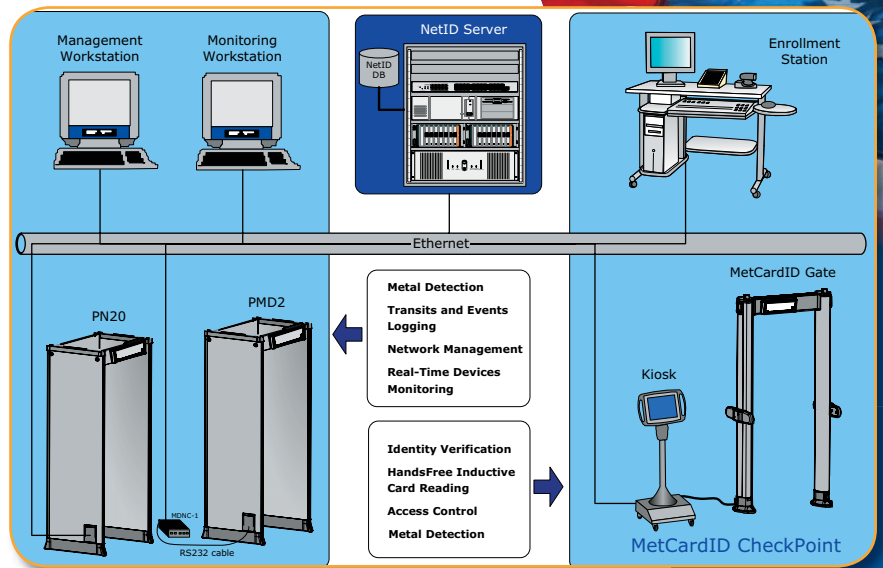 Management
Workstation
Monitoring
Workstation
NetID Server
NetID
DB
Enrollment
Station
Ethernet
PN20
PMD2
MDNC-1
RS232 cable
Metal Detection
Transits and Events
Logging
Network Management
Real-Time Devices
Monitoring
Identity Verification
HandsFree Inductive
Card Reading
Access Control
Metal Detection
MetCardID Gate
Kiosk
MetCardID CheckPoint